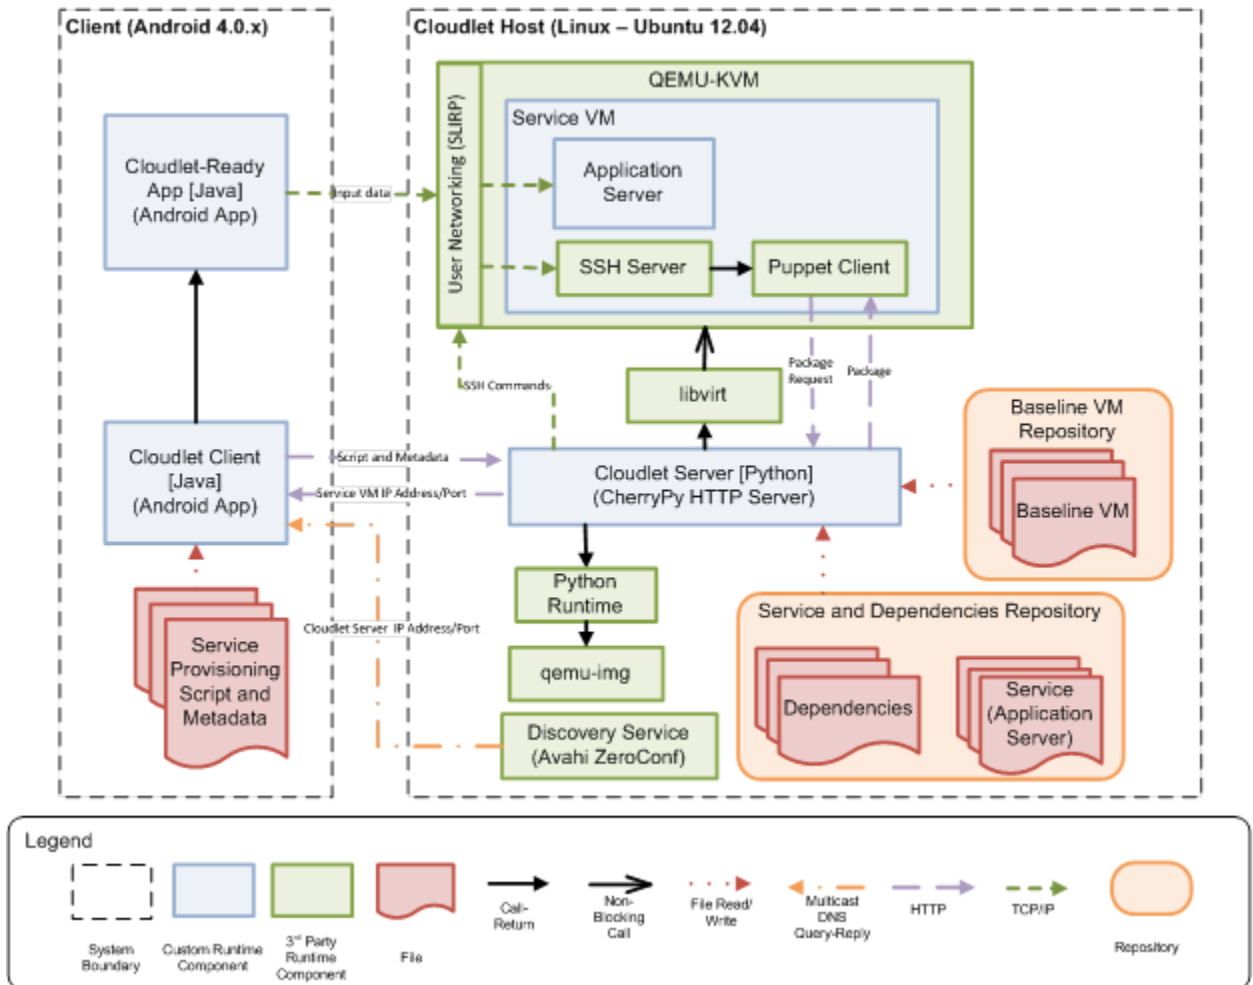 Client (Android 4.0.x)
Cloudlet Host (Linux – Ubuntu 12.04)
QEMU-KVM
User Networking (SLIRP)
Service VM
Cloudlet-Ready
App [Java]
(Android App)
Input data
Application
Server
SSH Server
Puppet Client
SSH Commands
libvirt
Package
Request
Package
Baseline VM
Repository
Baseline VM
Cloudlet Client
[Java]
(Android App)
Script and Metadata
Service VM IP Address/Port
Cloudlet Server [Python]
(CherryPy HTTP Server)
Python
Runtime
Service and Dependencies Repository
Cloudlet Server IP Address/Port
Service
Provisioning
Script and
Metadata
qemu-img
Dependencies
Service
(Application
Server)
Discovery Service
(Avahi ZeroConf)
Legend
System
Boundary
Custom Runtime
Component
3rd Party
Runtime
Component
File
Call-
Return
Non-
Blocking
Call
File Read/
Write
Multicast
DNS
Query-Reply
HTTP
TCP/IP
Repository